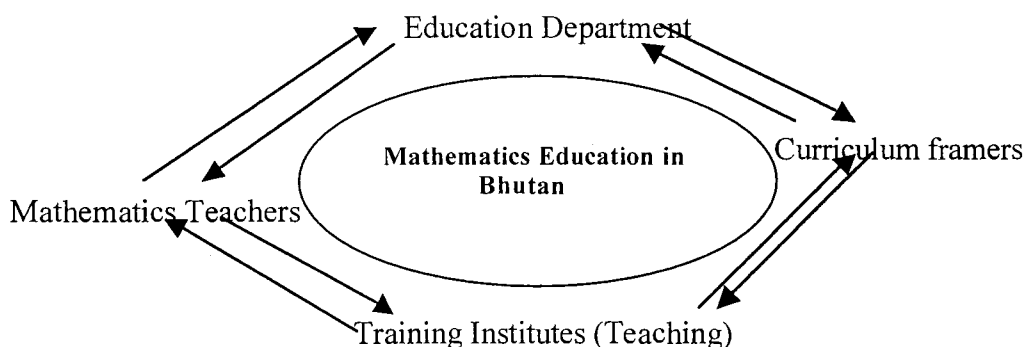 Education Department
Mathematics Education in
Bhutan
Curriculum framers
Mathematics Teachers
Training Institutes (Teaching)